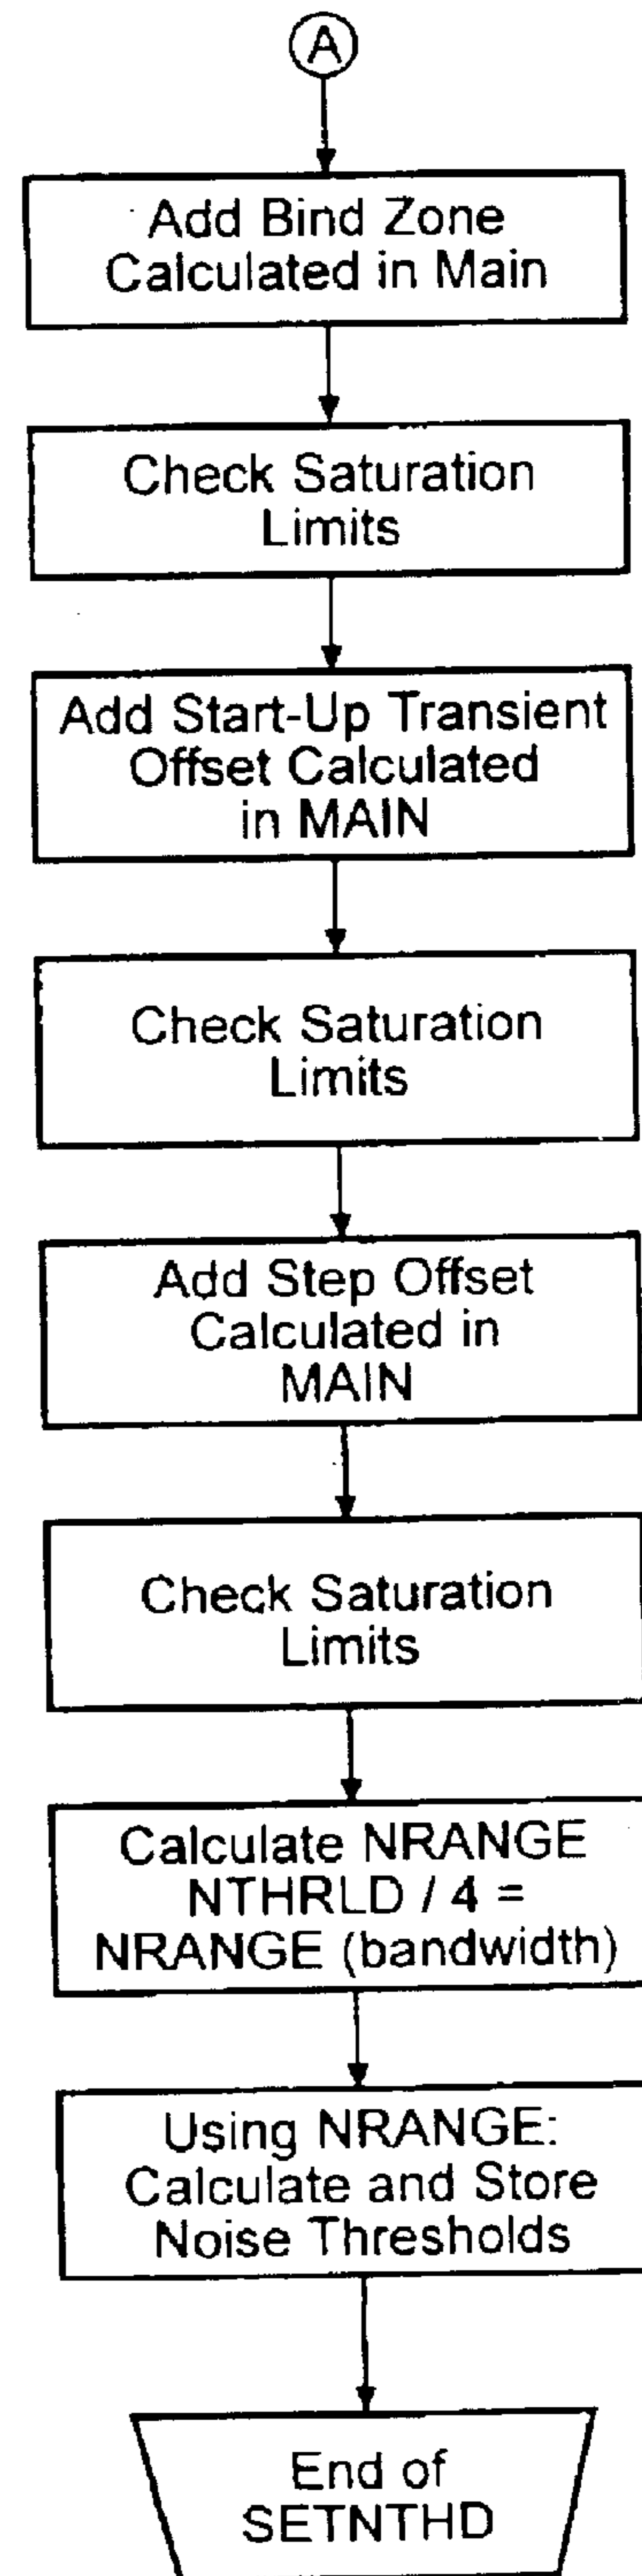 A
Add Bind Zone
Calculated in Main
Check Saturation
Limits
Add Start-Up Transient
Offset Calculated
in MAIN
Check Saturation
Limits
Add Step Offset
Calculated in
MAIN
Check Saturation
Limits
Calculate NRANGE
NTHRLD / 4 =
NRANGE (bandwidth)
Using NRANGE:
Calculate and Store
Noise Thresholds
End of
SETNTHD